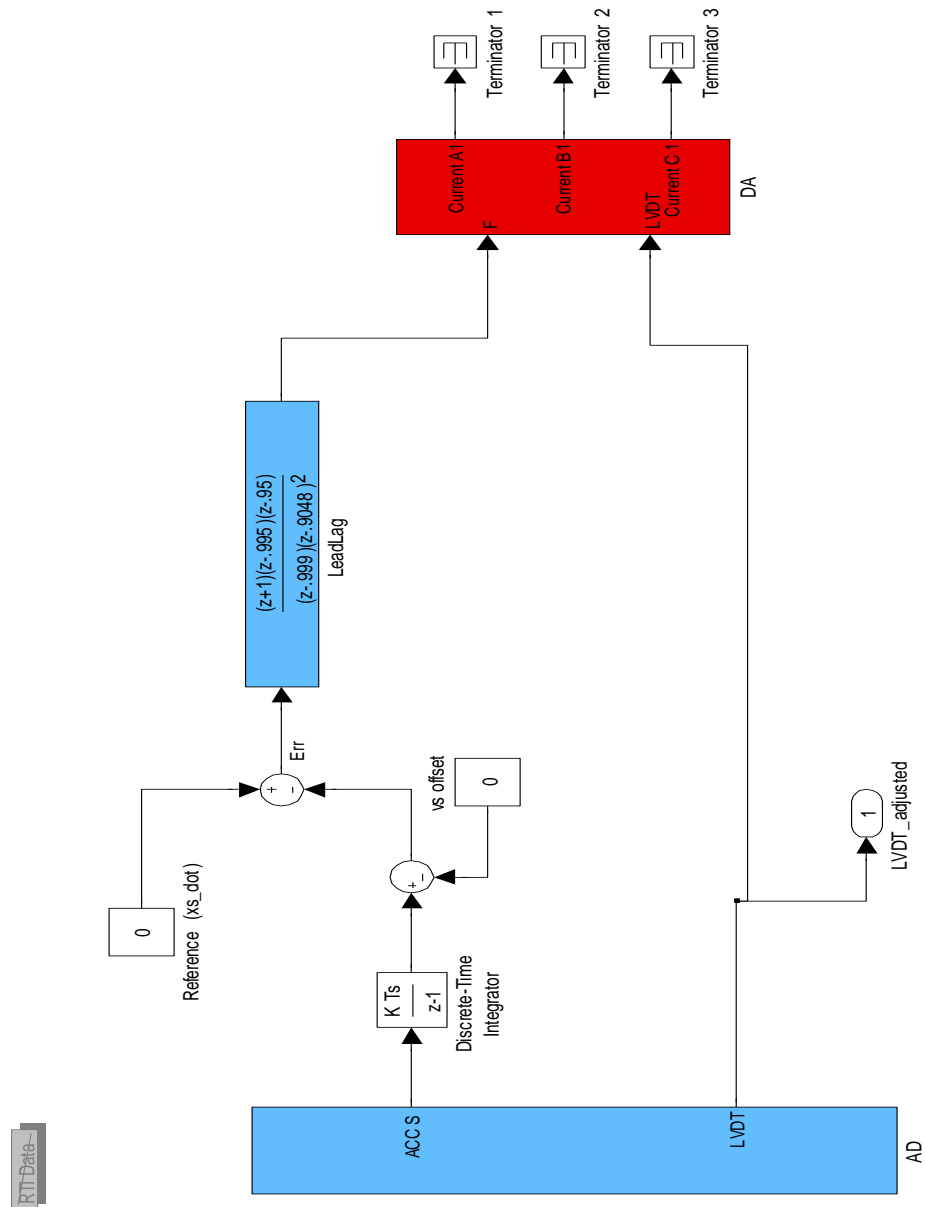 RTI Data
0
Reference (xs_dot)
Err
(z+1)(z-.995)(z-.95)
(z-.999)(z-.9048)2
LeadLag
ACC S
LVDT
AD
K Ts
z-1
Discrete-Time
Integrator
vs offset
0
1
LVDT_adjusted
F
LVDT
Current A1
Current B1
Current C1
DA
Terminator 1
Terminator 2
Terminator 3
+
-
+
-